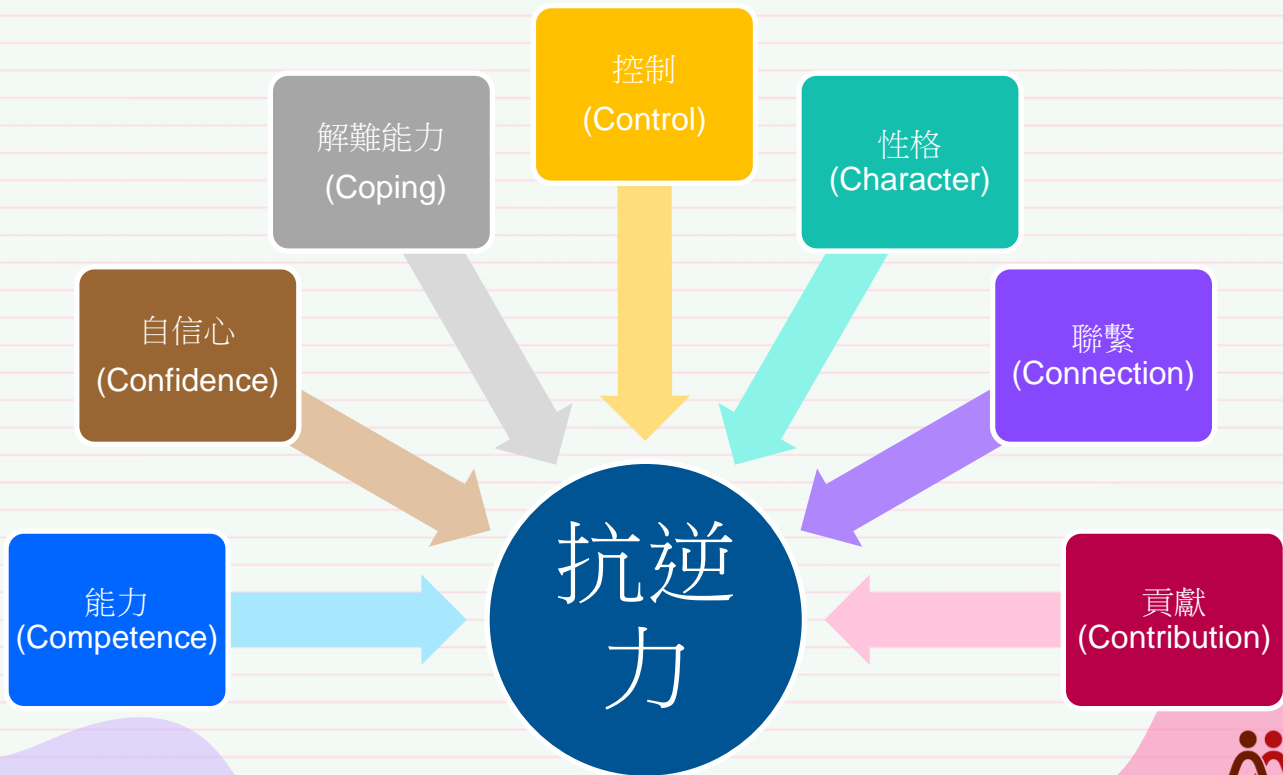 控制
(Control)
解難能力
(Coping)
性格
(Character)
自信心
(Confidence)
聯繫
(Connection)
能力
(Competence)
抗逆
力
貢獻
(Contribution)